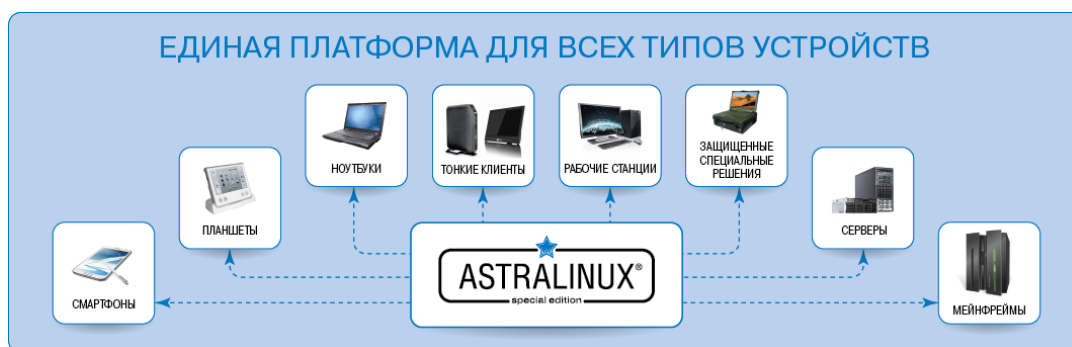 ЕДИНАЯ ПЛАТФОРМА ДЛЯ ВСЕХ ТИПОВ УСТРОЙСТВ
НОУТБУКИ
ТОНКИЕ КЛИЕНТЫ
РАБОЧИЕ СТАНЦИИ
ЗАЩИЩЕННЫЕ
СПЕЦИАЛЬНЫЕ
РЕШЕНИЯ
ПЛАНШЕТЫ
СЕРВЕРЫ
СМАРТФОНЫ
ASTRALINUX®
special edition
МЕЙНФРЕЙМЫ